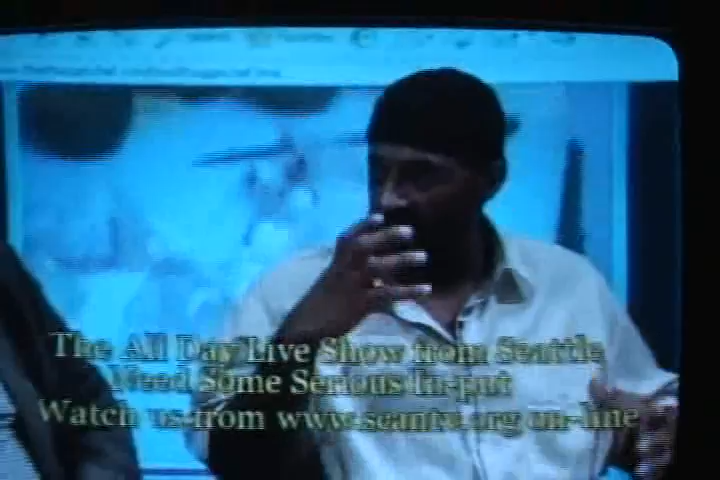 The All Day Live Show from Seattle
Need Some Serious In-put
Watch us from www.seantv.org on-line